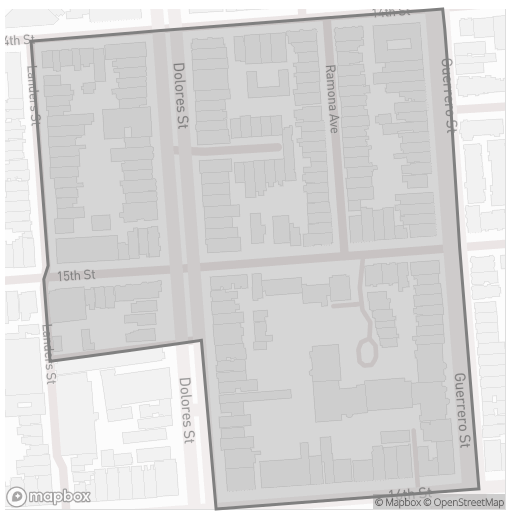 14th St
4th St
Landers St
Dolores St
Ramona Ave
Guerrero St
15th St
Landers St
Dolores St
Guerrero St
16th St
mapbox
© Mapbox © OpenStreetMap